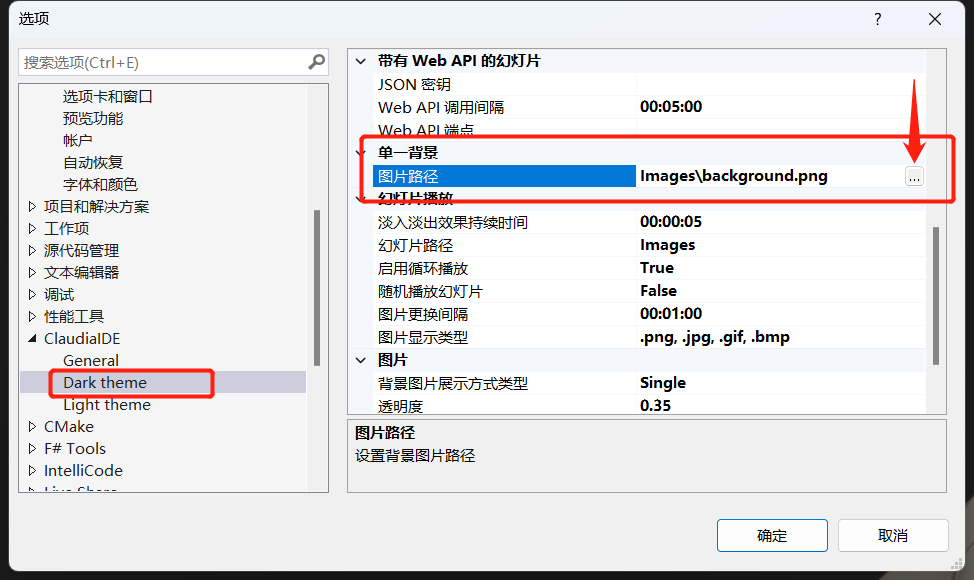 选项
?
搜索选项(Ctrl+E)
选项卡和窗口
预览功能
帐户
自动恢复
字体和颜色
项目和解决方案
工作项
源代码管理
文本编辑器
调试
性能工具
ClaudiaIDE
General
Dark theme
Light theme
CMake
F# Tools
IntelliCode
Live Share
带有 Web API 的幻灯片
JSON 密钥
Web API 调用间隔 00:05:00
Web API 端点
单一背景
图片路径 Images\background.png ...
幻灯片播放
淡入淡出效果持续时间 00:00:05
幻灯片路径 Images
启用循环播放 True
随机播放幻灯片 False
图片更换间隔 00:01:00
图片显示类型 .png, .jpg, .gif, .bmp
图片
背景图片展示方式类型 Single
透明度 0.35
图片路径
设置背景图片路径
确定
取消